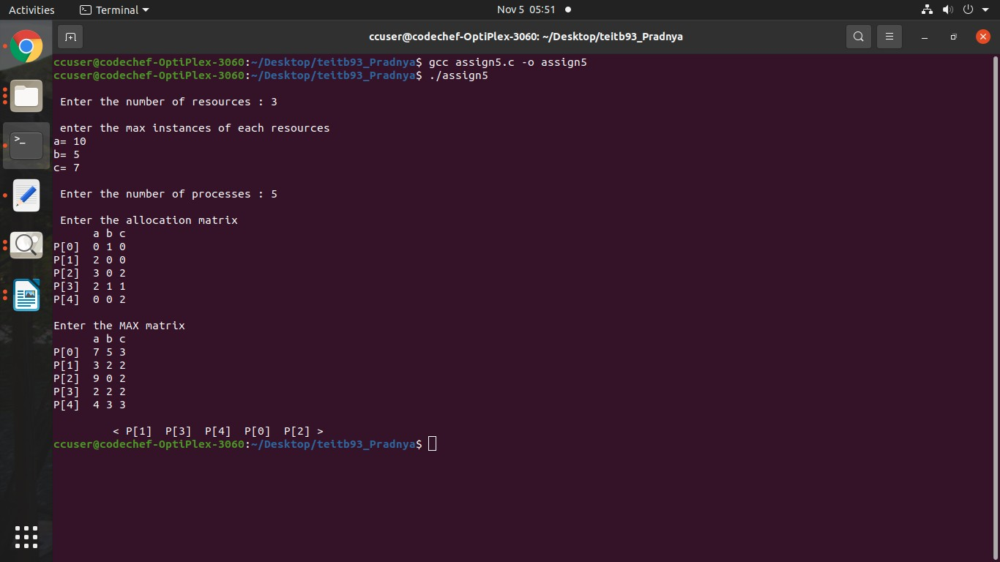 Activities Terminal Nov 5 05:51
ccuser@codechef-OptiPlex-3060: ~/Desktop/teitb93_Pradnya
ccuser@codechef-OptiPlex-3060:~/Desktop/teitb93_Pradnya$ gcc assign5.c -o assign5
ccuser@codechef-OptiPlex-3060:~/Desktop/teitb93_Pradnya$ ./assign5
Enter the number of resources : 3
enter the max instances of each resources
a= 10
b= 5
c= 7
Enter the number of processes : 5
Enter the allocation matrix
a b c
P[0] 0 1 0
P[1] 2 0 0
P[2] 3 0 2
P[3] 2 1 1
P[4] 0 0 2
Enter the MAX matrix
a b c
P[0] 7 5 3
P[1] 3 2 2
P[2] 9 0 2
P[3] 2 2 2
P[4] 4 3 3
< P[1] P[3] P[4] P[0] P[2] >
ccuser@codechef-OptiPlex-3060:~/Desktop/teitb93_Pradnya$